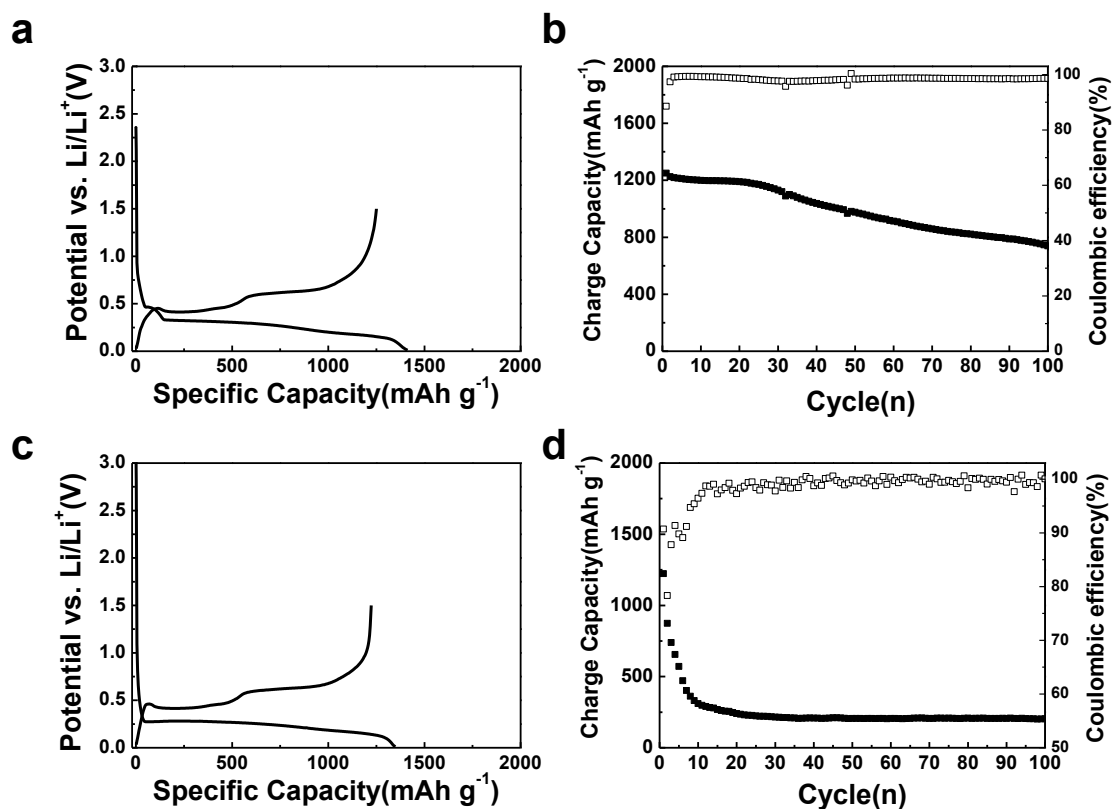 a
Potential vs. Li/Li⁺(V)
3.0
2.5
2.0
1.5
1.0
0.5
0.0
0 500 1000 1500 2000
Specific Capacity(mAh g⁻¹)
b
Charge Capacity(mAh g⁻¹)
2000
1600
1200
800
400
0
100
80
60
40
20
0
Coulombic efficiency(%)
0 10 20 30 40 50 60 70 80 90 100
Cycle(n)
c
Potential vs. Li/Li⁺(V)
3.0
2.5
2.0
1.5
1.0
0.5
0.0
0 500 1000 1500 2000
Specific Capacity(mAh g⁻¹)
d
Charge Capacity(mAh g⁻¹)
2000
1500
1000
500
0
100
90
80
70
60
50
Coulombic efficiency(%)
0 10 20 30 40 50 60 70 80 90 100
Cycle(n)